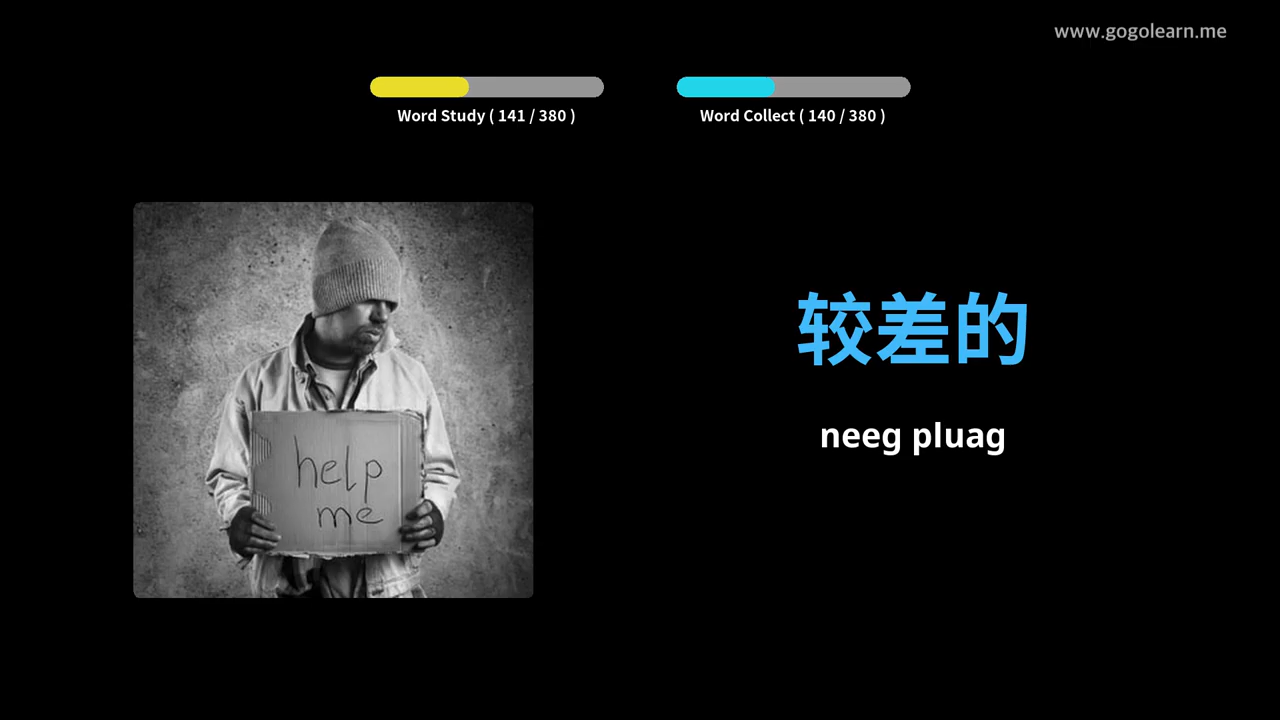 www.gogolearn.me
Word Study ( 141 / 380 )
Word Collect ( 140 / 380 )
help
me
较差的
neeg pluag